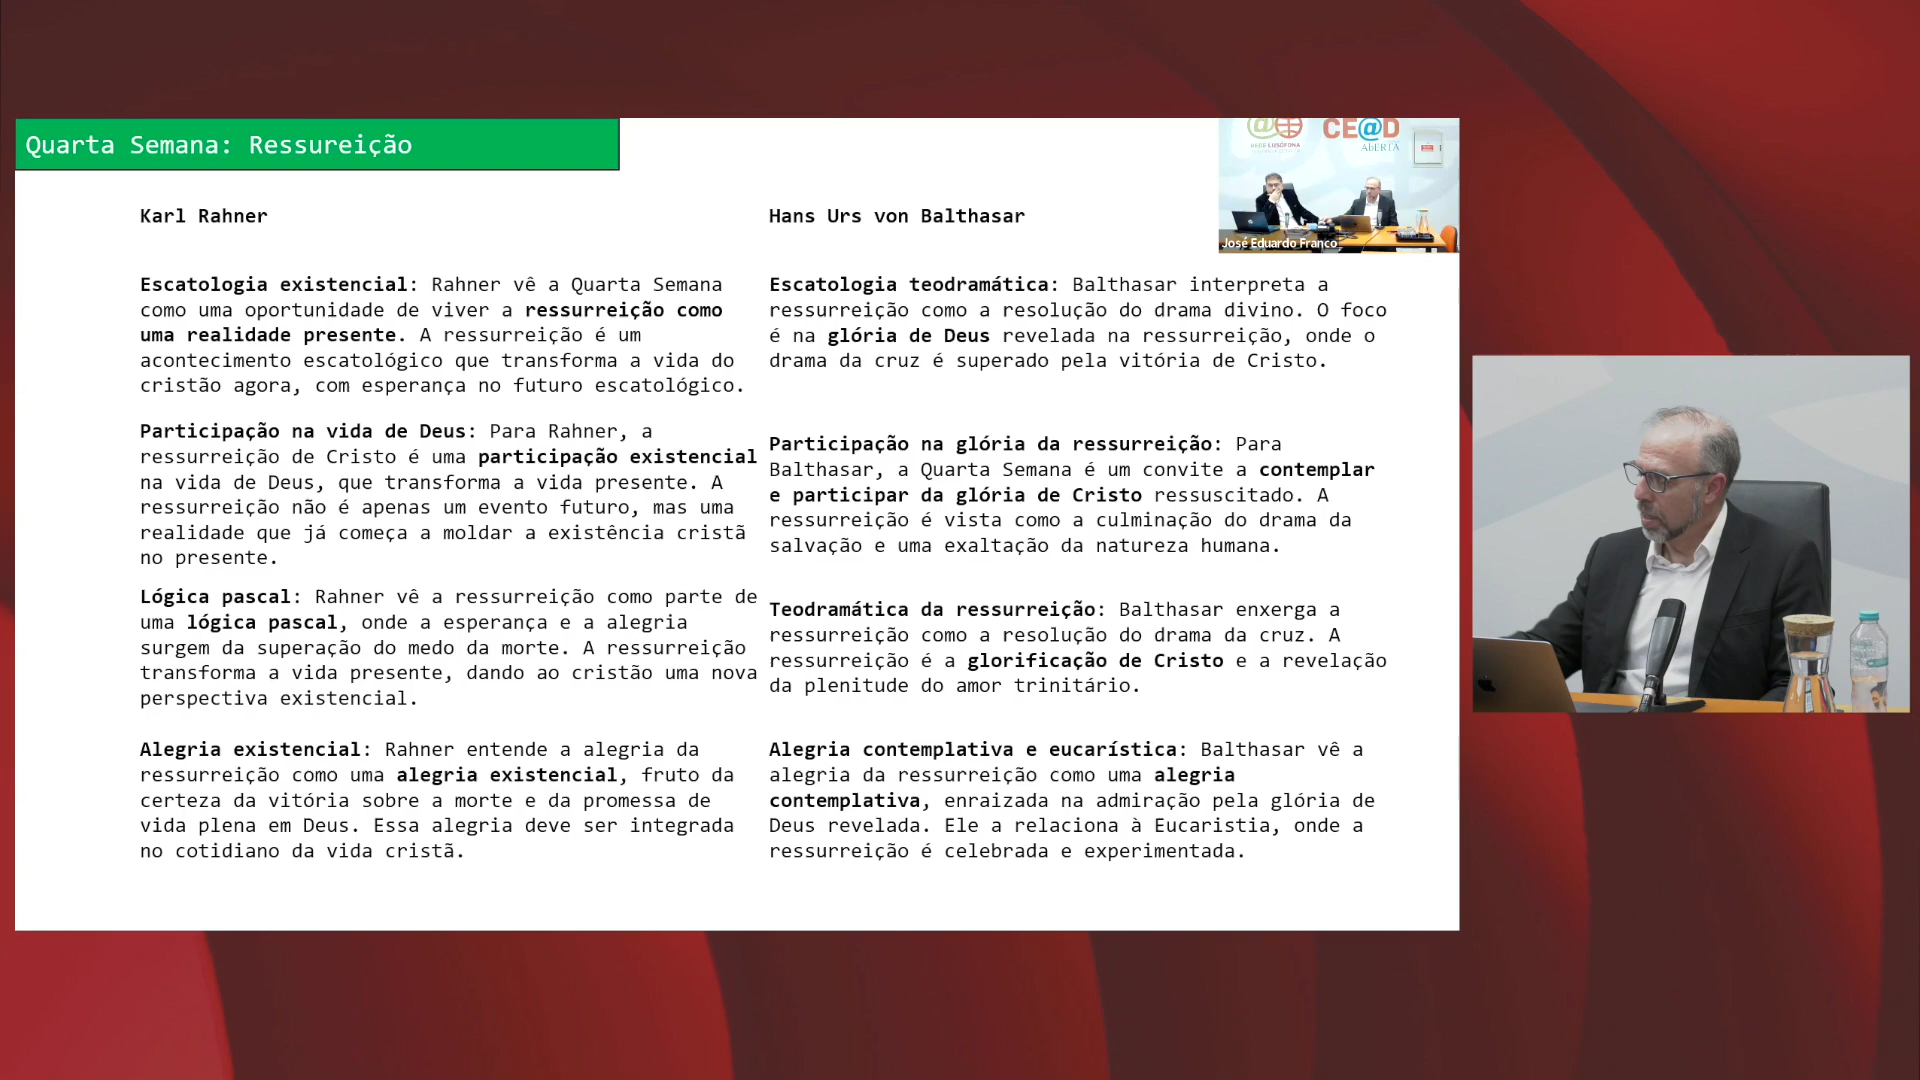 Quarta Semana: Ressureição
Karl Rahner
Escatologia existencial: Rahner vê a Quarta Semana
como uma oportunidade de viver a ressurreição como
uma realidade presente. A ressurreição é um
acontecimento escatológico que transforma a vida do
cristão agora, com esperança no futuro escatológico.
Participação na vida de Deus: Para Rahner, a
ressurreição de Cristo é uma participação existencial
na vida de Deus, que transforma a vida presente. A
ressurreição não é apenas um evento futuro, mas uma
realidade que já começa a moldar a existência cristã
no presente.
Lógica pascal: Rahner vê a ressurreição como parte de
uma lógica pascal, onde a esperança e a alegria
surgem da superação do medo da morte. A ressurreição
transforma a vida presente, dando ao cristão uma nova
perspectiva existencial.
Alegria existencial: Rahner entende a alegria da
ressurreição como uma alegria existencial, fruto da
certeza da vitória sobre a morte e da promessa de
vida plena em Deus. Essa alegria deve ser integrada
no cotidiano da vida cristã.
Hans Urs von Balthasar
Escatologia teodramática: Balthasar interpreta a
ressurreição como a resolução do drama divino. O foco
é na glória de Deus revelada na ressurreição, onde o
drama da cruz é superado pela vitória de Cristo.
Participação na glória da ressurreição: Para
Balthasar, a Quarta Semana é um convite a contemplar
e participar da glória de Cristo ressuscitado. A
ressurreição é vista como a culminação do drama da
salvação e uma exaltação da natureza humana.
Teodramática da ressurreição: Balthasar enxerga a
ressurreição como a resolução do drama da cruz. A
ressurreição é a glorificação de Cristo e a revelação
da plenitude do amor trinitário.
Alegria contemplativa e eucarística: Balthasar vê a
alegria da ressurreição como uma alegria
contemplativa, enraizada na admiração pela glória de
Deus revelada. Ele a relaciona à Eucaristia, onde a
ressurreição é celebrada e experimentada.
CE@D
ABERTA
REDE LUSÓFONA
José Eduardo Franco